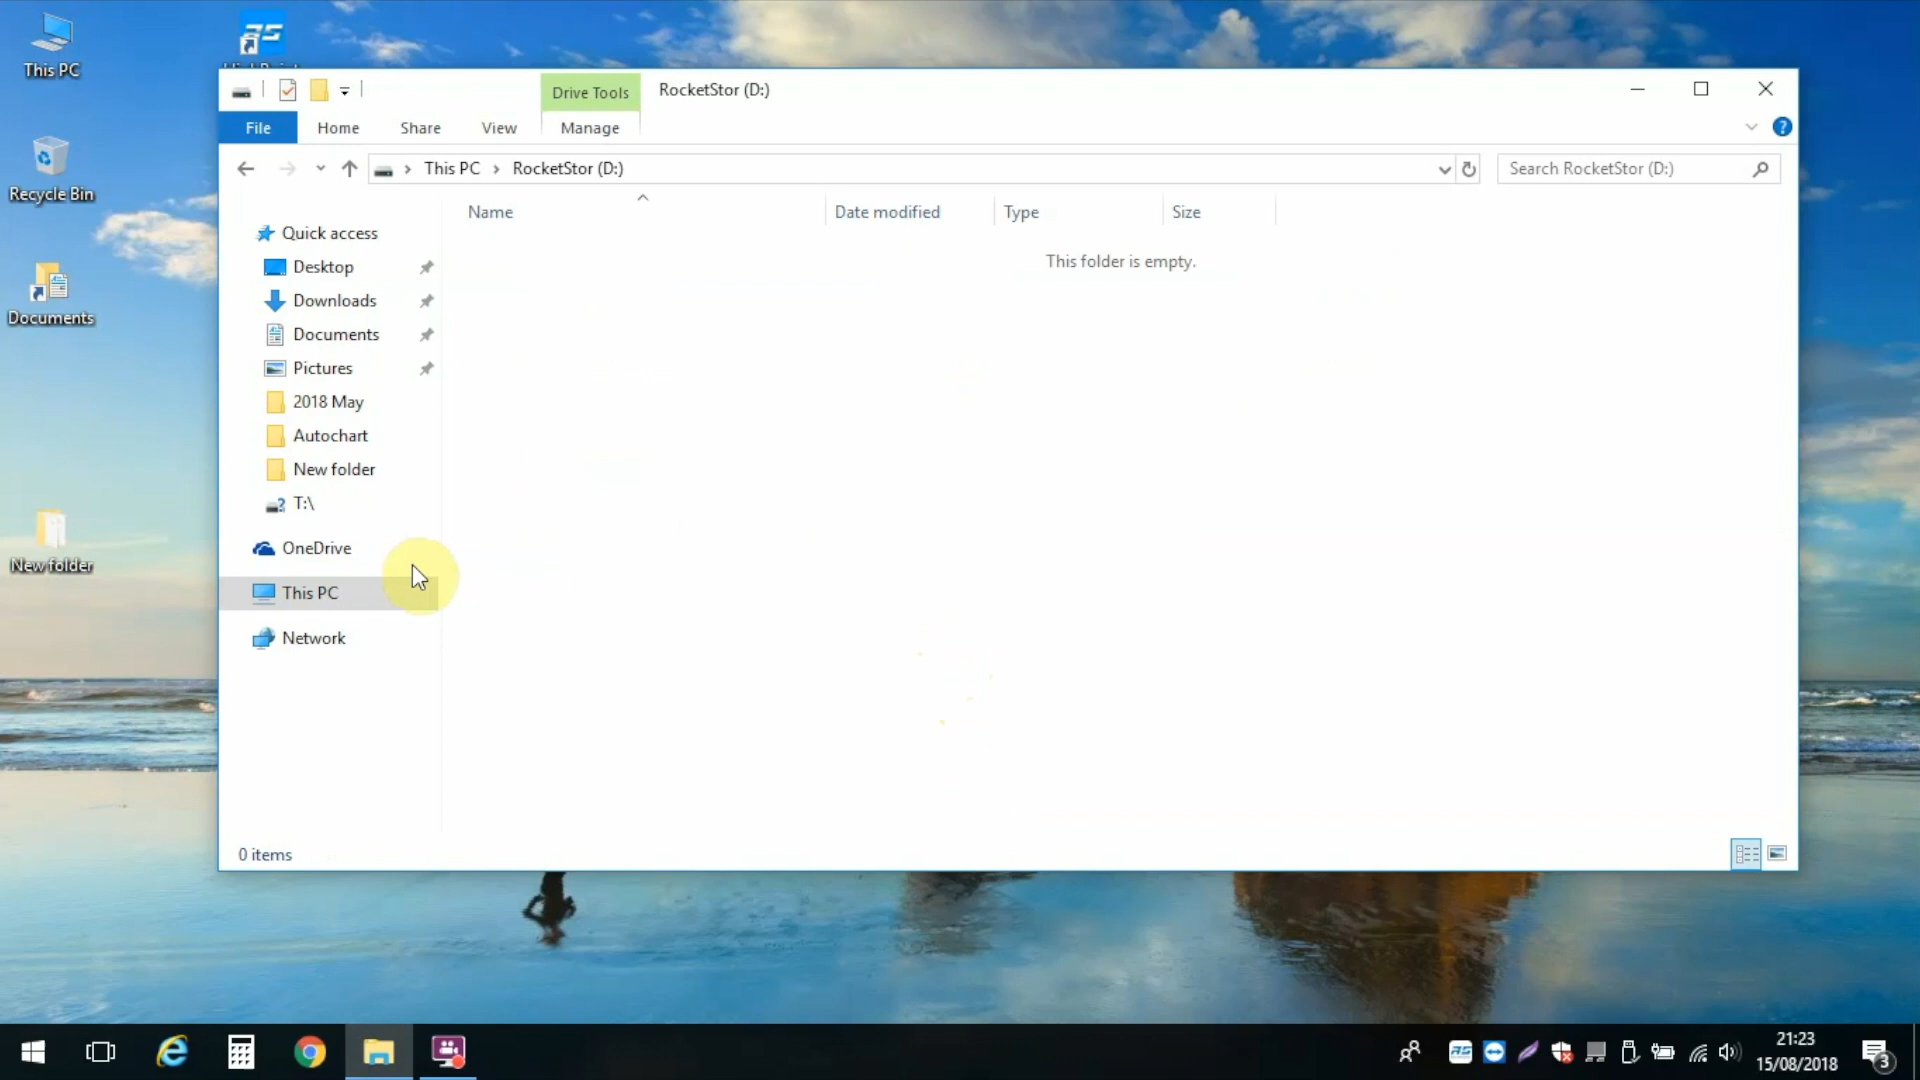 This PC
Recycle Bin
Documents
New folder
Drive Tools
RocketStor (D:)
File
Home
Share
View
Manage
This PC
RocketStor (D:)
Search RocketStor (D:)
Name
Date modified
Type
Size
This folder is empty.
Quick access
Desktop
Downloads
Documents
Pictures
2018 May
Autochart
New folder
T:\
OneDrive
This PC
Network
0 items
21:23
15/08/2018
3